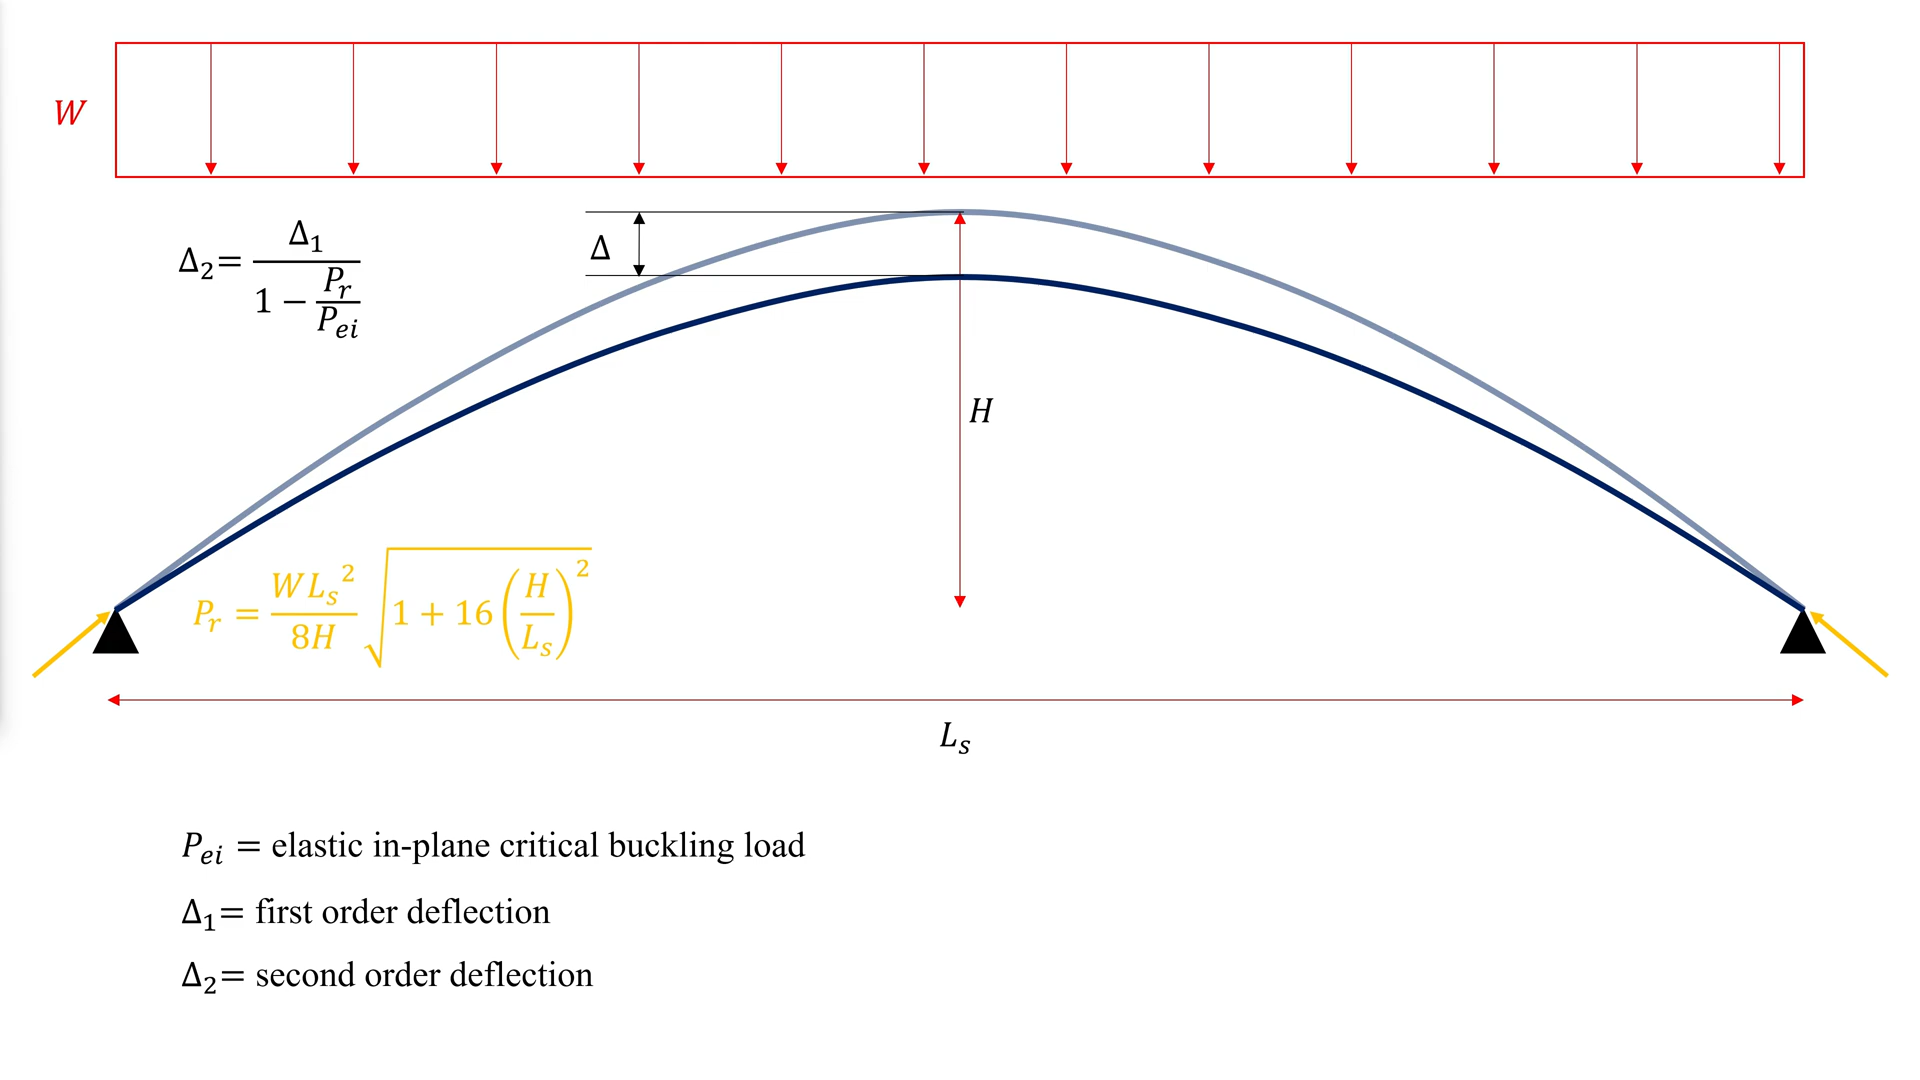 W
Δ₂= Δ₁ / (1 − P_r / P_ei)
Δ
H
P_r = (W L_s² / 8H) √(1 + 16 (H / L_s)²)
L_s
P_ei = elastic in-plane critical buckling load
Δ₁= first order deflection
Δ₂= second order deflection